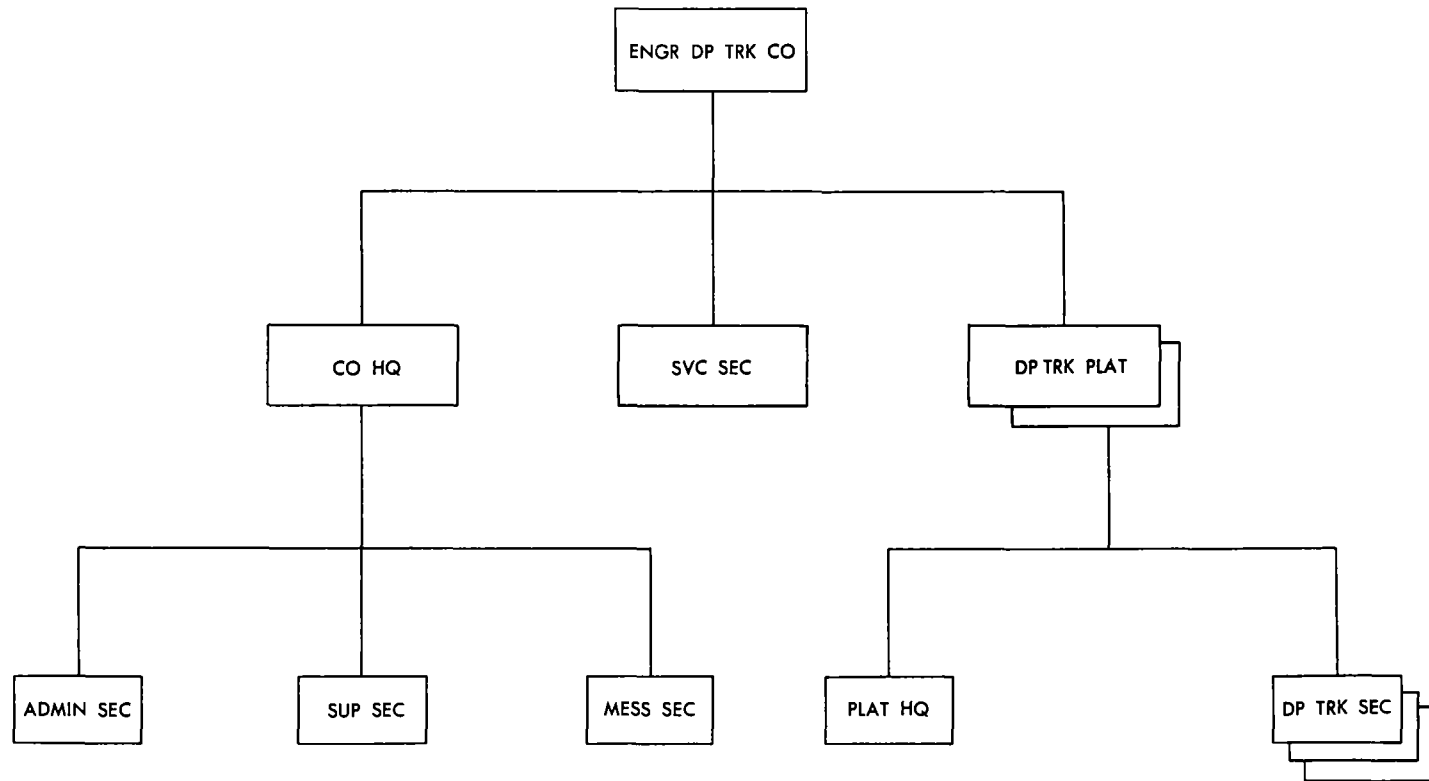 ENGR DP TRK CO
CO HQ
SVC SEC
DP TRK PLAT
ADMIN SEC
SUP SEC
MESS SEC
PLAT HQ
DP TRK SEC